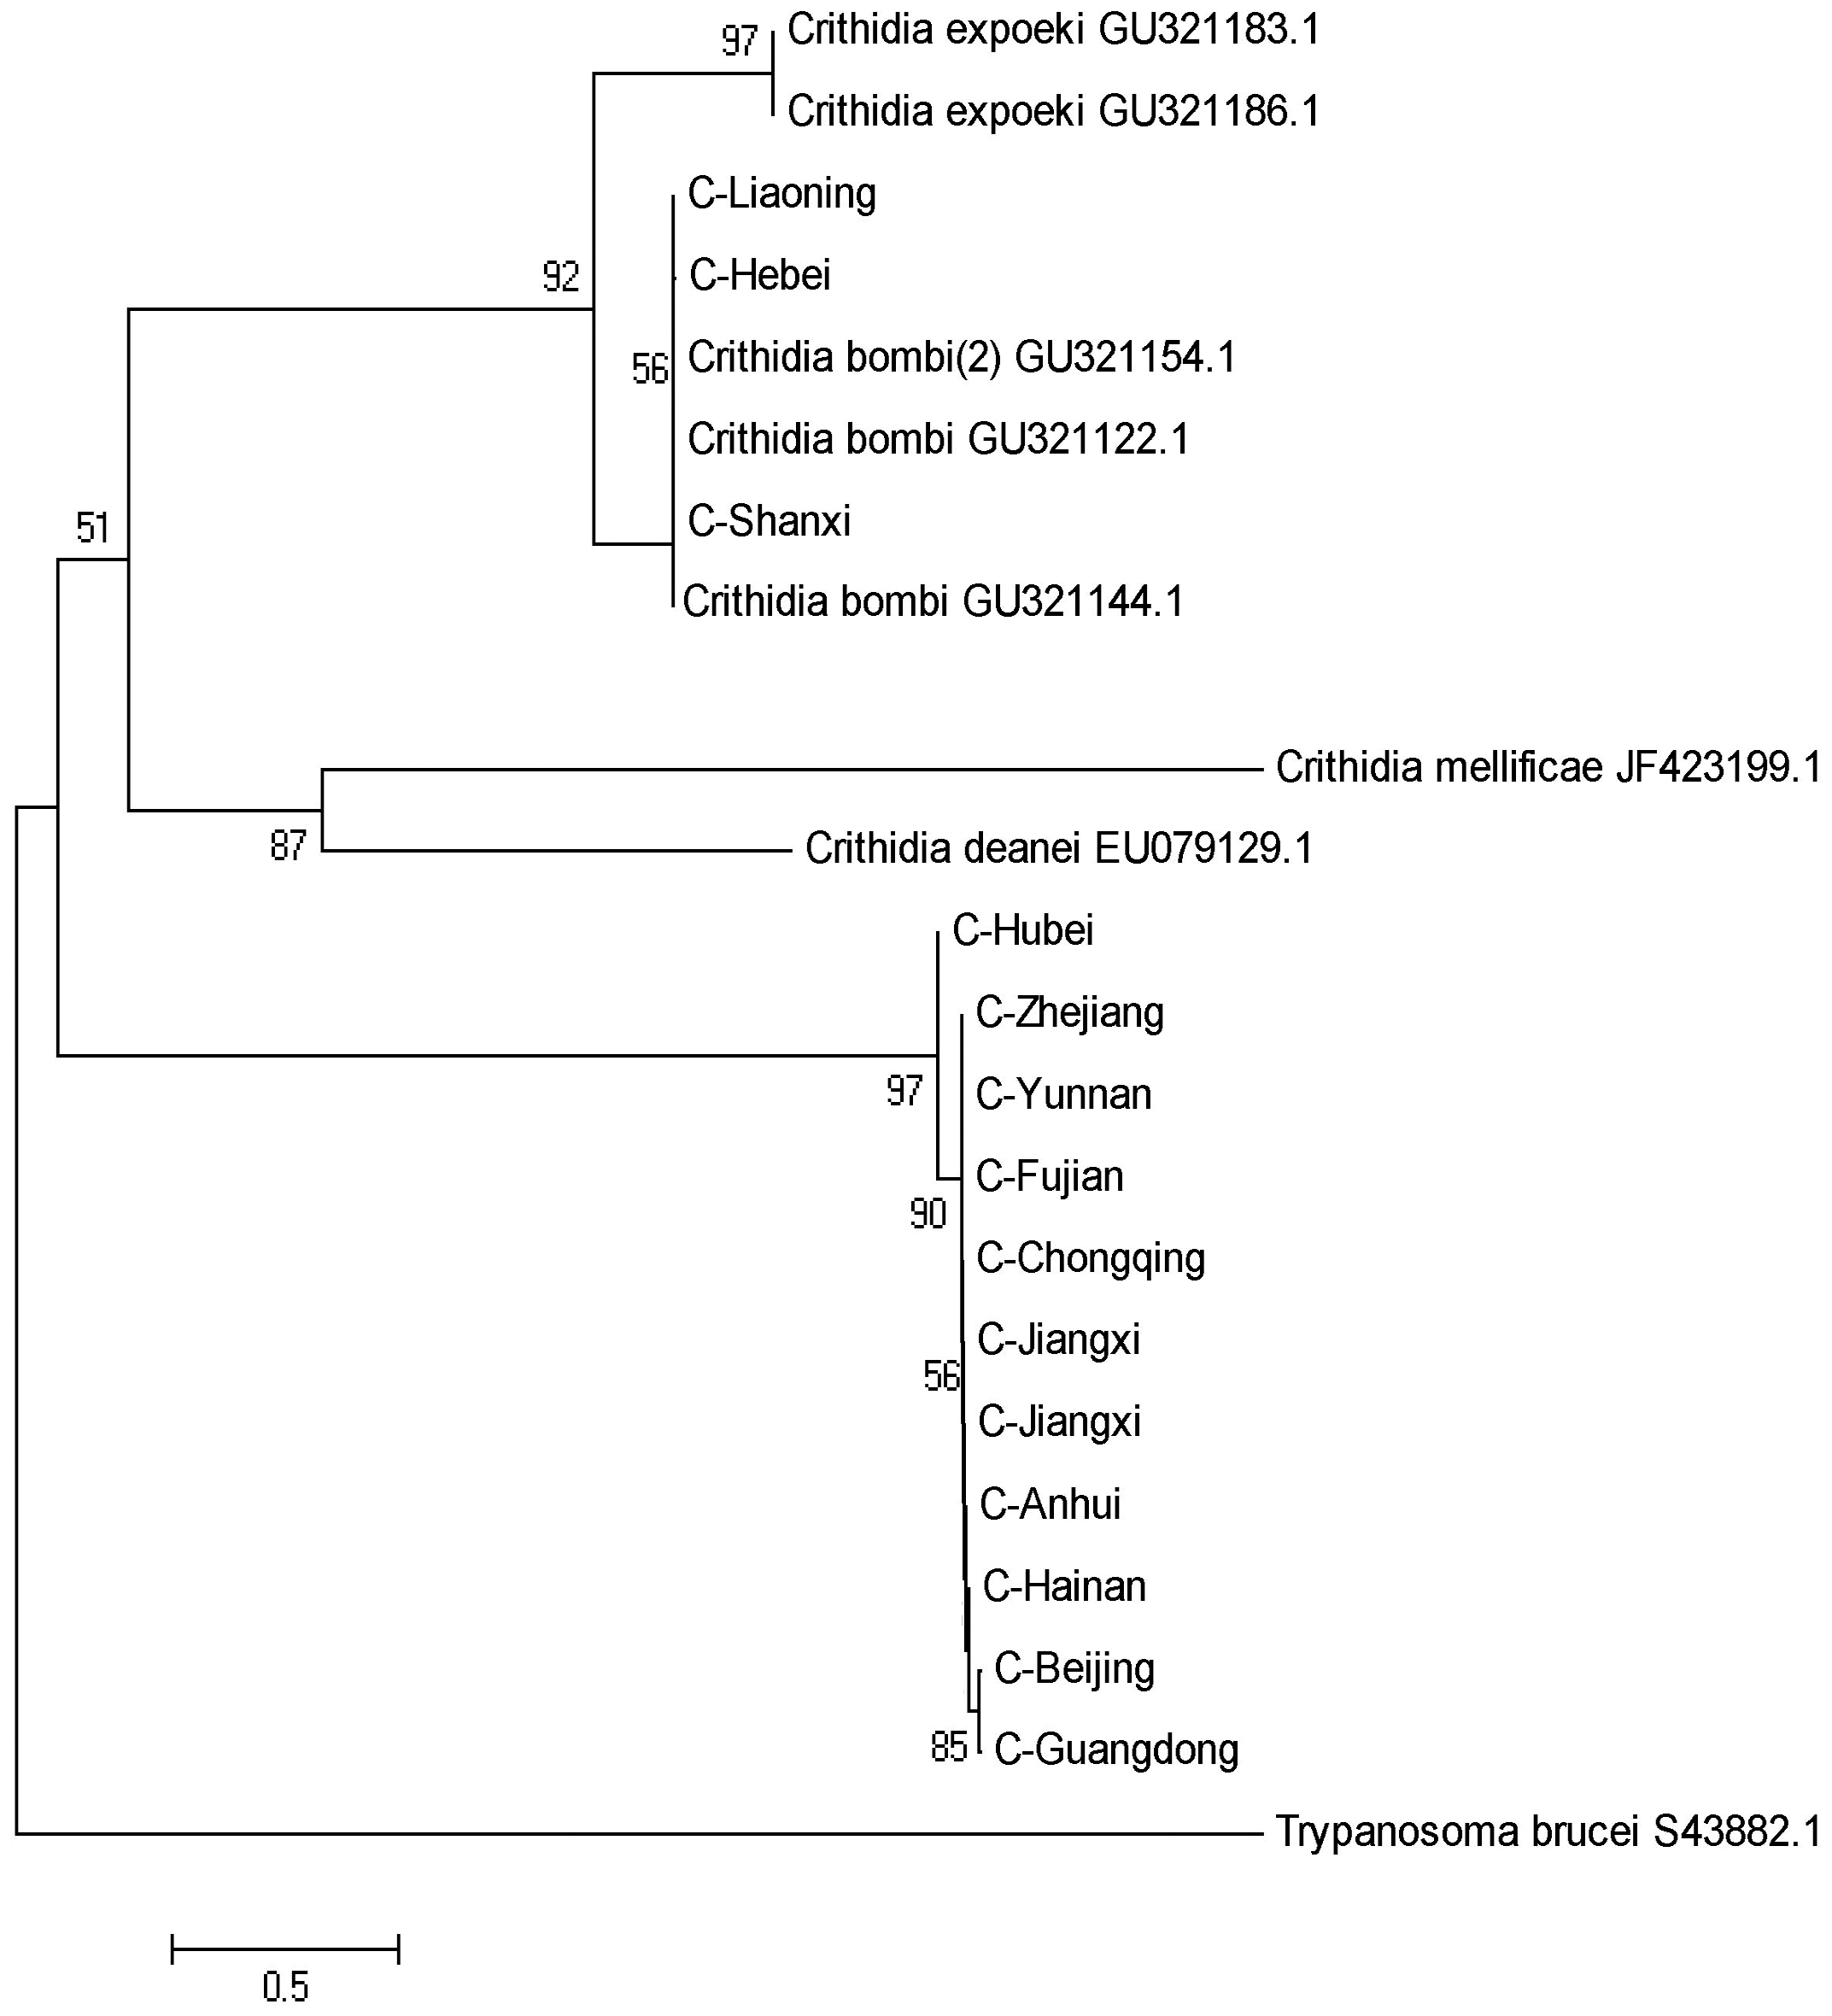 97
Crithidia expoeki GU321183.1
Crithidia expoeki GU321186.1
C-Liaoning
92
C-Hebei
56
Crithidia bombi(2) GU321154.1
Crithidia bombi GU321122.1
51
C-Shanxi
Crithidia bombi GU321144.1
Crithidia mellificae JF423199.1
87
Crithidia deanei EU079129.1
C-Hubei
C-Zhejiang
97
C-Yunnan
C-Fujian
90
C-Chongqing
C-Jiangxi
56
C-Jiangxi
C-Anhui
C-Hainan
C-Beijing
85
C-Guangdong
Trypanosoma brucei S43882.1
0.5